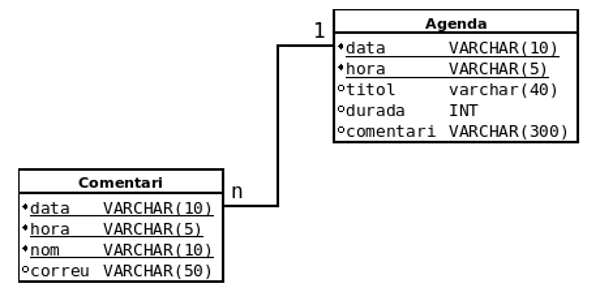 Agenda
data VARCHAR(10)
hora VARCHAR(5)
titol varchar(40)
durada INT
comentari VARCHAR(300)
1
n
Comentari
data VARCHAR(10)
hora VARCHAR(5)
nom VARCHAR(10)
correu VARCHAR(50)